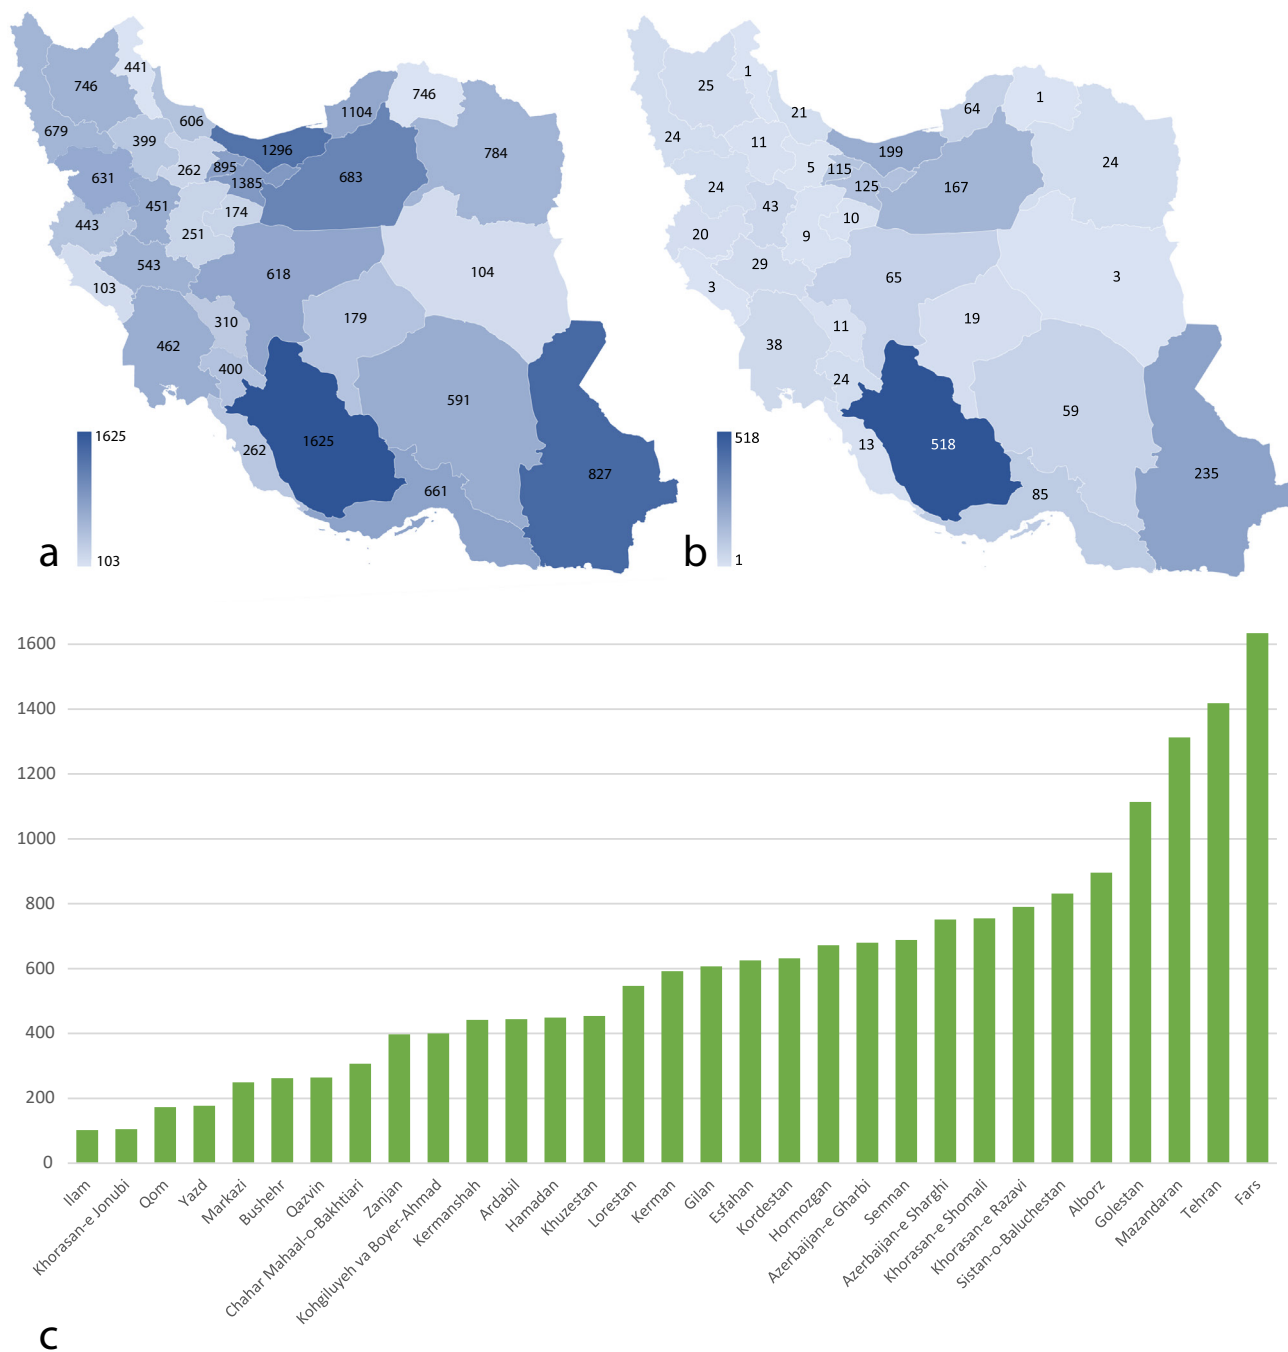 441
746
746
1104
606
679
399
1296
784
262
895
1385
683
631
451
174
443
251
543
618
104
103
310
179
462
400
591
1625
262
827
661
1625
103
a
1
25
1
64
21
24
11
199
24
5
115
125
167
24
43
10
20
9
29
65
3
3
11
19
38
24
59
13
518
235
85
518
1
b
1600
1400
1200
1000
800
600
400
200
0
Ilam
Khorasan-e Jonubi
Qom
Yazd
Markazi
Bushehr
Qazvin
Chahar Mahaal-o-Bakhtiari
Zanjan
Kohgiluyeh va Boyer-Ahmad
Kermanshah
Ardabil
Hamadan
Khuzestan
Lorestan
Kerman
Gilan
Esfahan
Kordestan
Hormozgan
Azerbaijan-e Gharbi
Semnan
Azerbaijan-e Sharghi
Khorasan-e Shomali
Khorasan-e Razavi
Sistan-o-Baluchestan
Alborz
Golestan
Mazandaran
Tehran
Fars
c